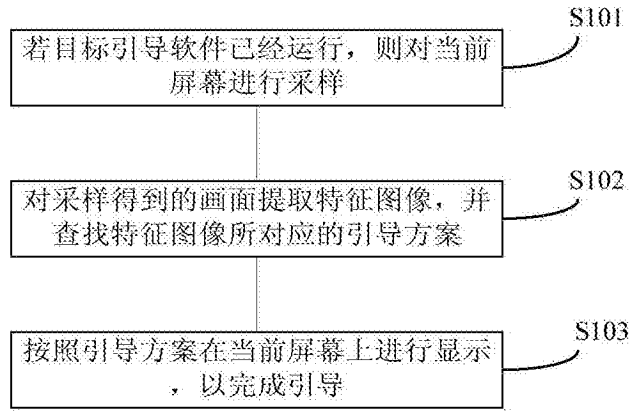 S101
若目标引导软件已经运行，则对当前
屏幕进行采样
S102
对采样得到的画面提取特征图像，并
查找特征图像所对应的引导方案
S103
按照引导方案在当前屏幕上进行显示
，以完成引导